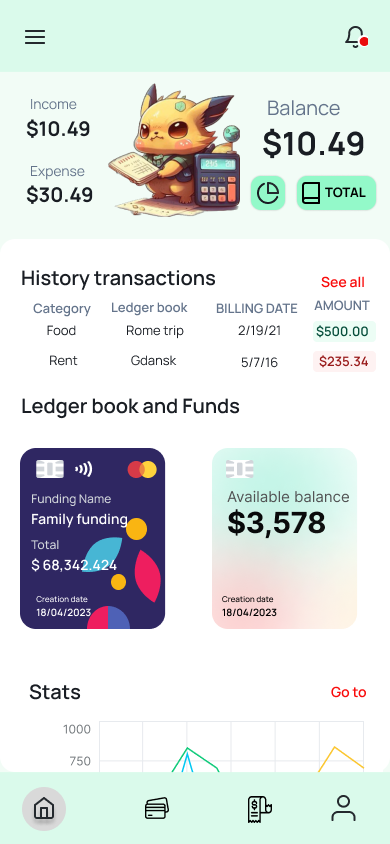 Income
$10.49
Expense
$30.49
Balance
$10.49
TOTAL
History transactions
See all
Category Ledger book BILLING DATE AMOUNT
Food Rome trip 2/19/21 $500.00
Rent Gdansk 5/7/16 $235.34
Ledger book and Funds
Funding Name
Family funding
Total
$ 68,342.424
Creation date
18/04/2023
Available balance
$3,578
Creation date
18/04/2023
Stats
Go to
1000
750